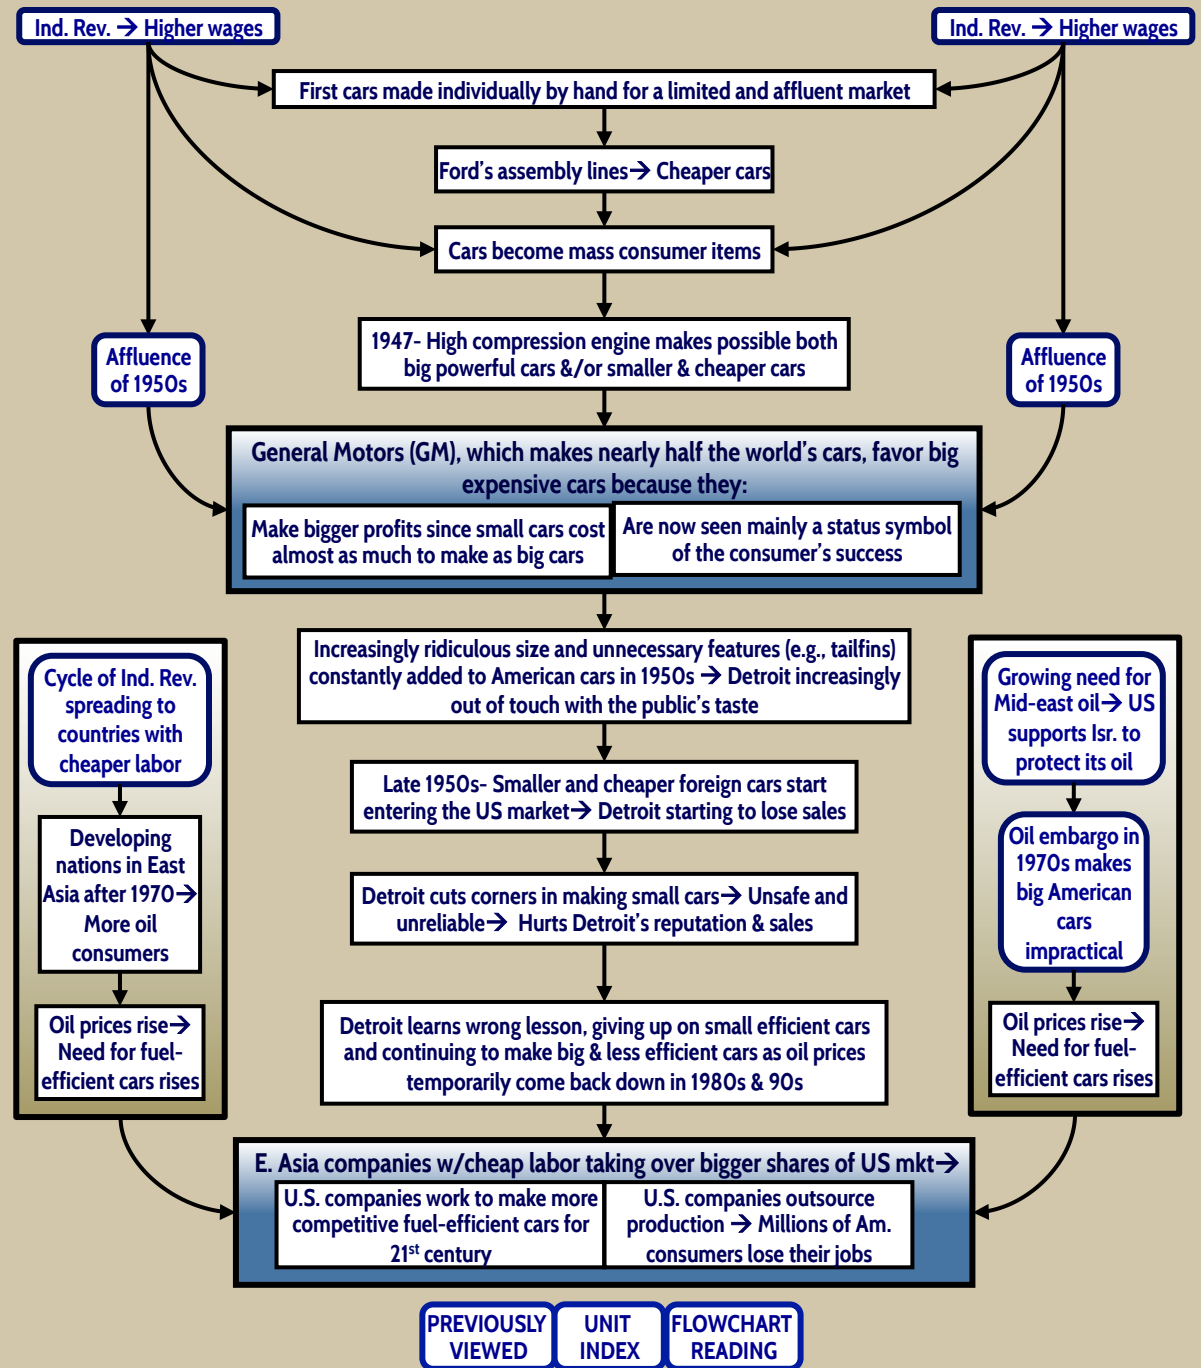 Ind. Rev. → Higher wages
Ind. Rev. → Higher wages
First cars made individually by hand for a limited and affluent market
Ford's assembly lines→ Cheaper cars
Cars become mass consumer items
1947- High compression engine makes possible both
big powerful cars &/or smaller & cheaper cars
Affluence
of 1950s
Affluence
of 1950s
General Motors (GM), which makes nearly half the world's cars, favor big
expensive cars because they:
Make bigger profits since small cars cost
almost as much to make as big cars
Are now seen mainly a status symbol
of the consumer's success
Increasingly ridiculous size and unnecessary features (e.g., tailfins)
constantly added to American cars in 1950s → Detroit increasingly
out of touch with the public's taste
Late 1950s- Smaller and cheaper foreign cars start
entering the US market→ Detroit starting to lose sales
Detroit cuts corners in making small cars→ Unsafe and
unreliable→ Hurts Detroit's reputation & sales
Detroit learns wrong lesson, giving up on small efficient cars
and continuing to make big & less efficient cars as oil prices
temporarily come back down in 1980s & 90s
Cycle of Ind. Rev.
spreading to
countries with
cheaper labor
Developing
nations in East
Asia after 1970→
More oil
consumers
Oil prices rise→
Need for fuel-
efficient cars rises
Growing need for
Mid-east oil→ US
supports Isr. to
protect its oil
Oil embargo in
1970s makes
big American
cars
impractical
Oil prices rise→
Need for fuel-
efficient cars rises
E. Asia companies w/cheap labor taking over bigger shares of US mkt→
U.S. companies work to make more
competitive fuel-efficient cars for
21st century
U.S. companies outsource
production → Millions of Am.
consumers lose their jobs
PREVIOUSLY
VIEWED
UNIT
INDEX
FLOWCHART
READING